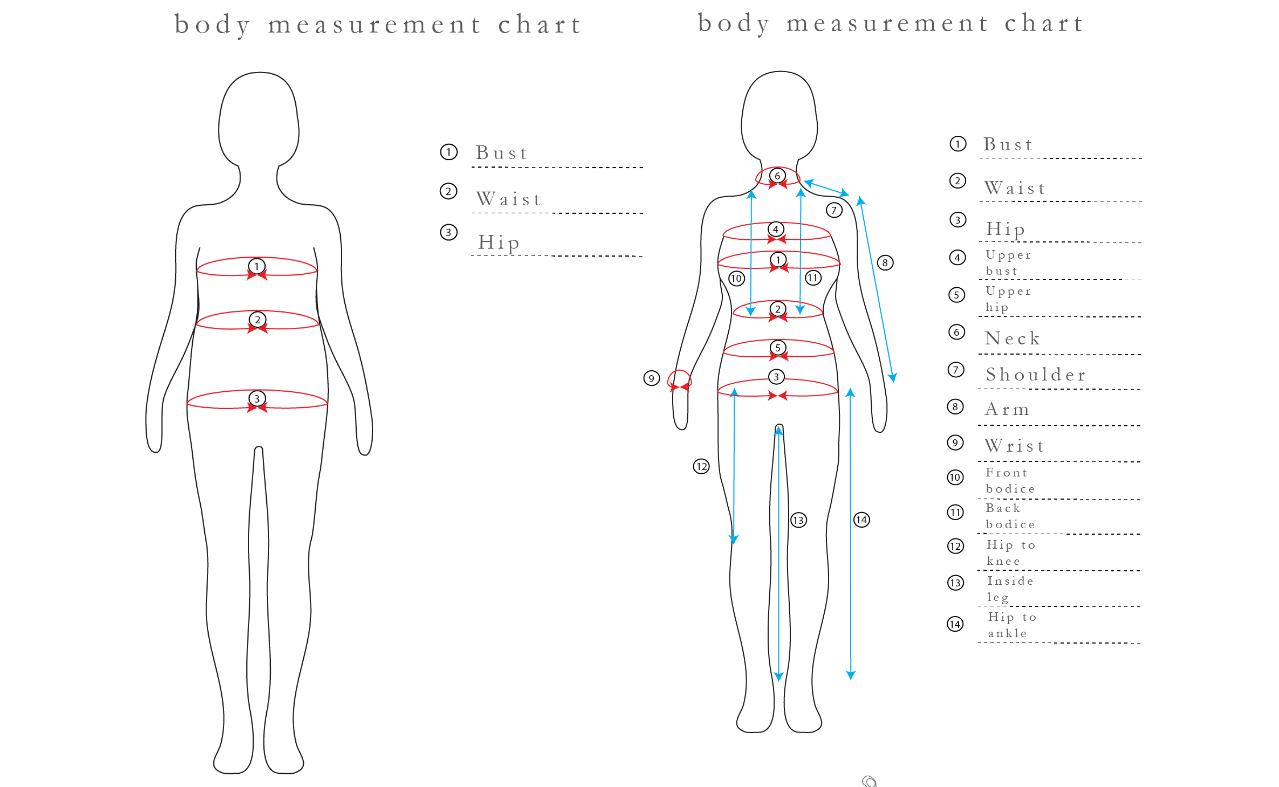 body measurement chart
1 Bust
2 Waist
3 Hip
1
2
3
body measurement chart
1 Bust
2 Waist
3 Hip
4 Upper
bust
5 Upper
hip
6 Neck
7 Shoulder
8 Arm
9 Wrist
10 Front
bodice
11 Back
bodice
12 Hip to
knee
13 Inside
leg
14 Hip to
ankle
6
7
4
1
8
10
11
2
5
9
3
12
13
14